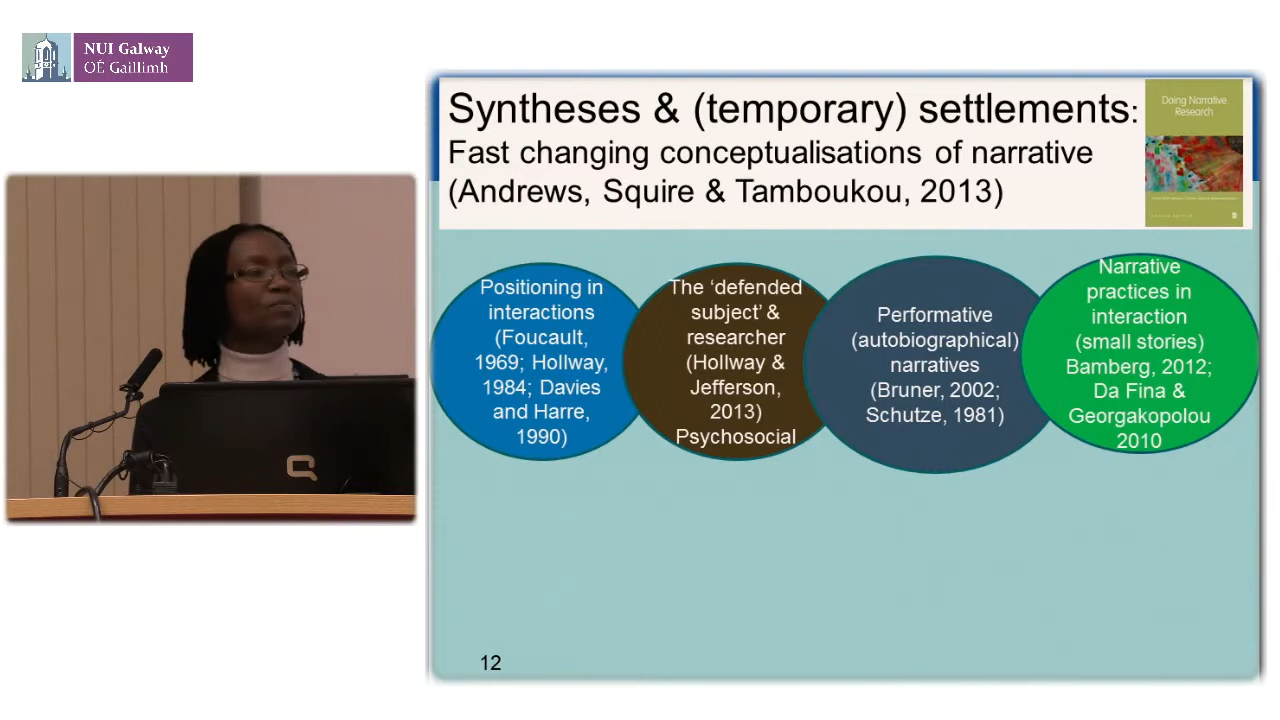 NUI Galway
OÉ Gaillimh
Syntheses & (temporary) settlements:
Fast changing conceptualisations of narrative
(Andrews, Squire & Tamboukou, 2013)
Doing Narrative
Research
Positioning in
interactions
(Foucault,
1969; Hollway,
1984; Davies
and Harre,
1990)
The ‘defended
subject’ &
researcher
(Hollway &
Jefferson,
2013)
Psychosocial
Performative
(autobiographical)
narratives
(Bruner, 2002;
Schutze, 1981)
Narrative
practices in
interaction
(small stories)
Bamberg, 2012;
Da Fina &
Georgakopolou
2010
12